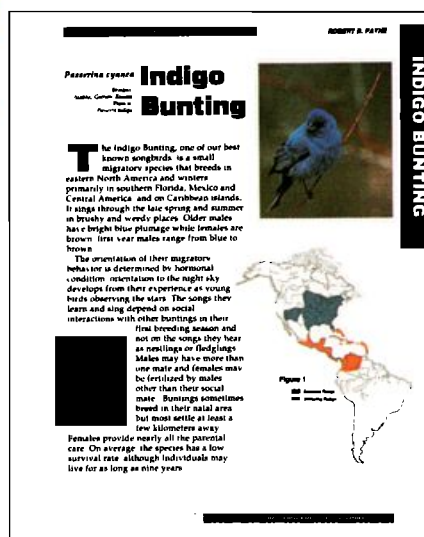 ROBERT B. PAYNE
Passerina cyanea
Indigo
Bunting
INDIGO BUNTING
The Indigo Bunting, one of our best
known songbirds, is a small
migratory species that breeds in
eastern North America and winters
primarily in southern Florida, Mexico and
Central America, and on Caribbean islands.
It sings through the late spring and summer
in brushy and weedy places. Older males
have bright blue plumage while females are
brown, first year males range from blue to
brown.
The orientation of their migratory
behavior is determined by hormonal
condition, orientation to the night sky
develops from their experience as young
birds observing the stars. The songs they
learn and sing depend on social
interactions with other buntings in their
first breeding season and
not on the songs they hear
as nestlings or fledglings.
Males may have more than
one mate and females may
be fertilized by males
other than their social
mate. Buntings sometimes
breed in their natal area
but most settle at least a
few kilometers away.
Females provide nearly all the parental
care. On average, the species has a low
survival rate, although individuals may
live for as long as nine years.
Figure 1